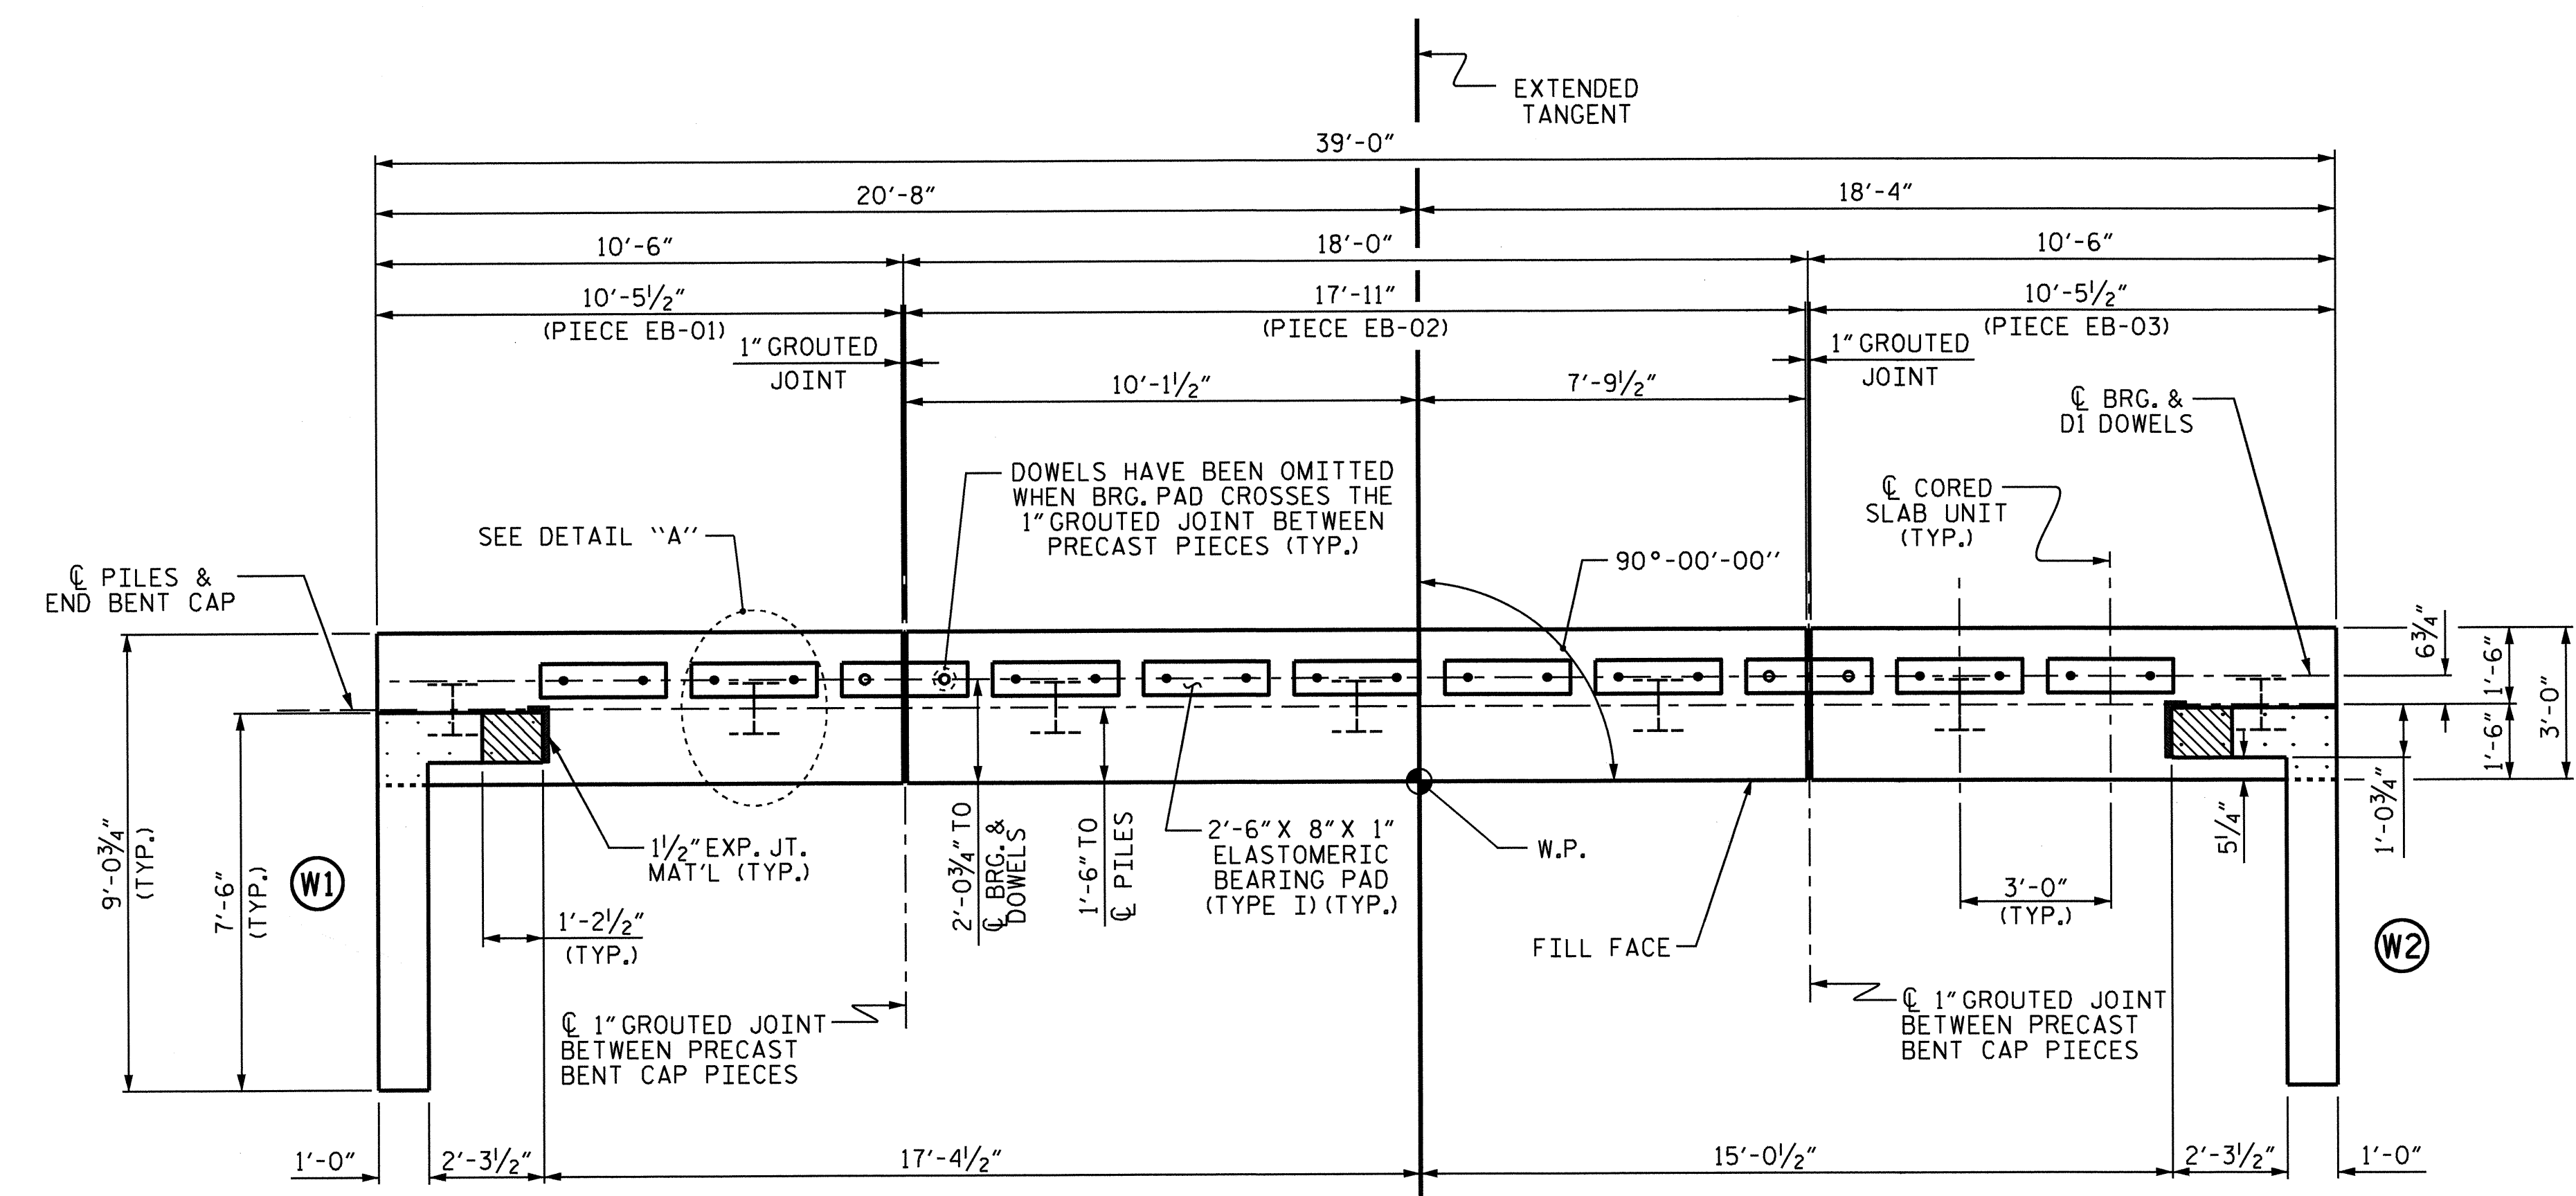 EXTENDED
TANGENT
39'-0"
20'-8"
18'-4"
10'-6"
18'-0"
10'-6"
10'-5½"
(PIECE EB-01)
17'-11"
(PIECE EB-02)
10'-5½"
(PIECE EB-03)
1" GROUTED
JOINT
1" GROUTED
JOINT
10'-1½"
7'-9½"
℄ BRG. &
D1 DOWELS
DOWELS HAVE BEEN OMITTED
WHEN BRG. PAD CROSSES THE
1" GROUTED JOINT BETWEEN
PRECAST PIECES (TYP.)
℄ CORED
SLAB UNIT
(TYP.)
SEE DETAIL "A"
90°-00'-00"
℄ PILES &
END BENT CAP
6¾"
1'-6"
3'-0"
1'-6"
1'-0¾"
5¼"
9'-0¾"
(TYP.)
7'-6"
(TYP.)
W1
1½" EXP. JT.
MAT'L (TYP.)
1'-2½"
(TYP.)
2'-0¾" TO
℄ BRG. &
DOWELS
1'-6" TO
℄ PILES
2'-6" X 8" X 1"
ELASTOMERIC
BEARING PAD
(TYPE I) (TYP.)
W.P.
FILL FACE
3'-0"
(TYP.)
W2
℄ 1" GROUTED JOINT
BETWEEN PRECAST
BENT CAP PIECES
℄ 1" GROUTED JOINT
BETWEEN PRECAST
BENT CAP PIECES
1'-0"
2'-3½"
17'-4½"
15'-0½"
2'-3½"
1'-0"